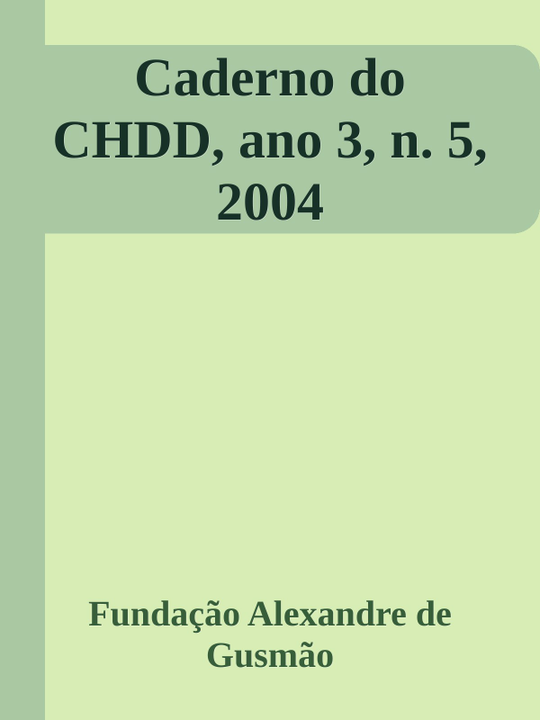 Caderno do
CHDD, ano 3, n. 5,
2004
Fundação Alexandre de
Gusmão